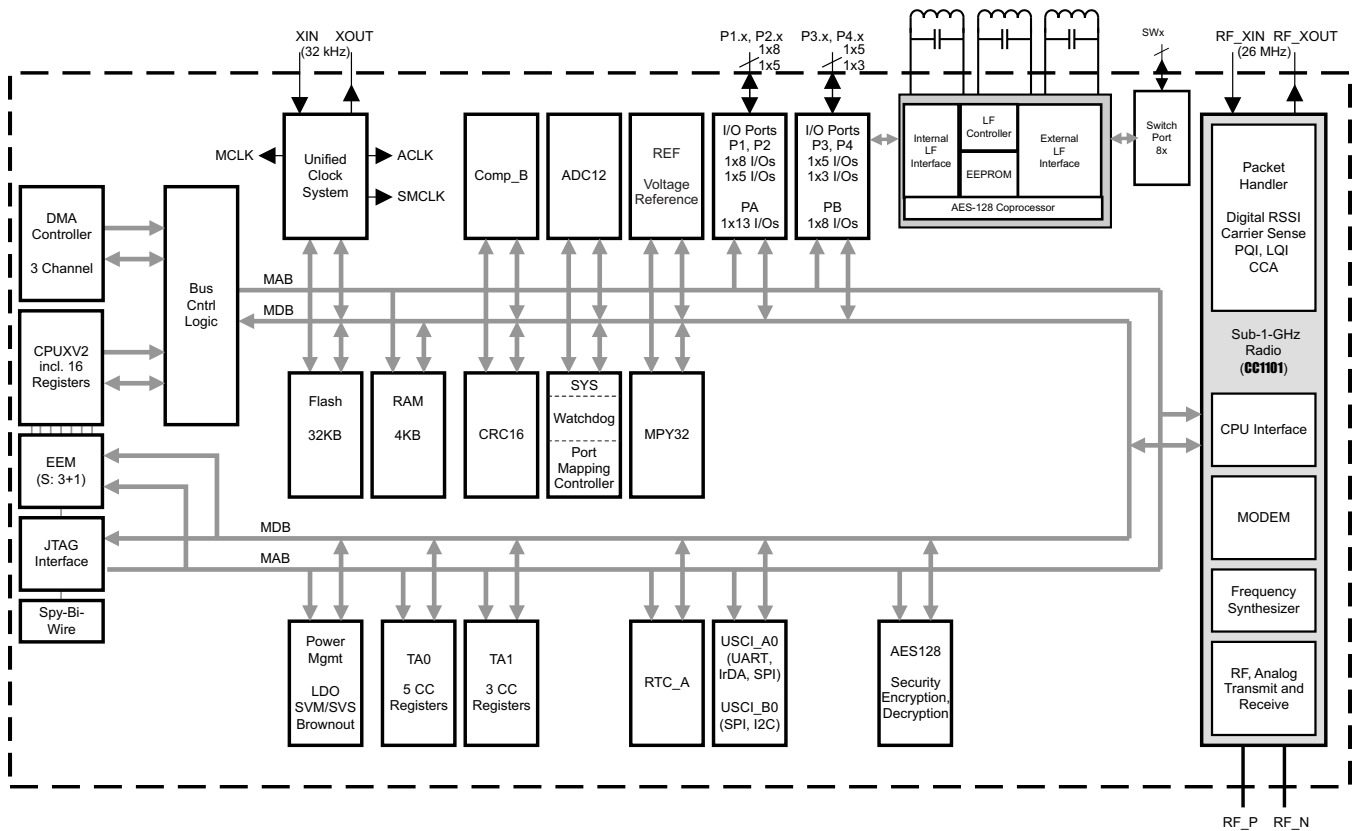 XIN XOUT
(32 kHz)
P1.x, P2.x
1x8
1x5
P3.x, P4.x
1x5
1x3
SWx
RF_XIN RF_XOUT
(26 MHz)
MCLK
Unified
Clock
System
ACLK
SMCLK
Comp_B
ADC12
REF
Voltage
Reference
I/O Ports
P1, P2
1x8 I/Os
1x5 I/Os
PA
1x13 I/Os
I/O Ports
P3, P4
1x5 I/Os
1x3 I/Os
PB
1x8 I/Os
Internal
LF
Interface
LF
Controller
EEPROM
External
LF
Interface
AES-128 Coprocessor
Switch
Port
8x
Packet
Handler
Digital RSSI
Carrier Sense
PQI, LQI
CCA
DMA
Controller
3 Channel
Bus
Cntrl
Logic
MAB
MDB
CPUXV2
incl. 16
Registers
Sub-1-GHz
Radio
(CC1101)
Flash
32KB
RAM
4KB
CRC16
SYS
Watchdog
Port
Mapping
Controller
MPY32
CPU Interface
EEM
(S: 3+1)
JTAG
Interface
MDB
MAB
MODEM
Spy-Bi-
Wire
Frequency
Synthesizer
Power
Mgmt
LDO
SVM/SVS
Brownout
TA0
5 CC
Registers
TA1
3 CC
Registers
RTC_A
USCI_A0
(UART,
IrDA, SPI)
USCI_B0
(SPI, I2C)
AES128
Security
Encryption,
Decryption
RF, Analog
Transmit and
Receive
RF_P RF_N